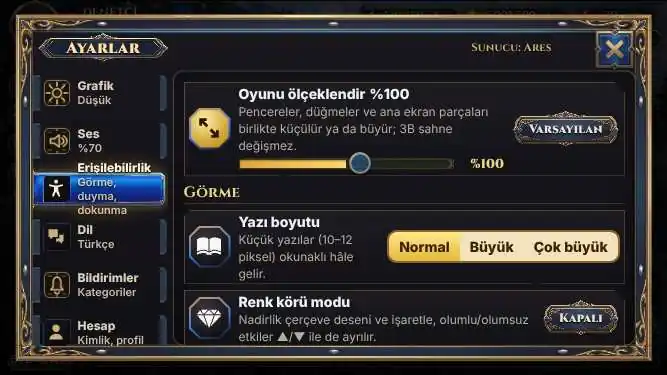 AYARLAR
SUNUCU: ARES
Grafik
Düşük
Ses
%70
Erişilebilirlik
Görme,
duyma,
dokunma
Dil
Türkçe
Bildirimler
Kategoriler
Hesap
Kimlik, profil
Oyunu ölçeklendir %100
Pencereler, düğmeler ve ana ekran parçaları
birlikte küçülür ya da büyür; 3B sahne
değişmez.
VARSAYILAN
%100
GÖRME
Yazı boyutu
Küçük yazılar (10–12
piksel) okunaklı hâle
gelir.
Normal Büyük Çok büyük
Renk körü modu
Nadirlik çerçeve deseni ve işaretle, olumlu/olumsuz
etkiler ▲/▼ ile de ayrılır.
KAPALI